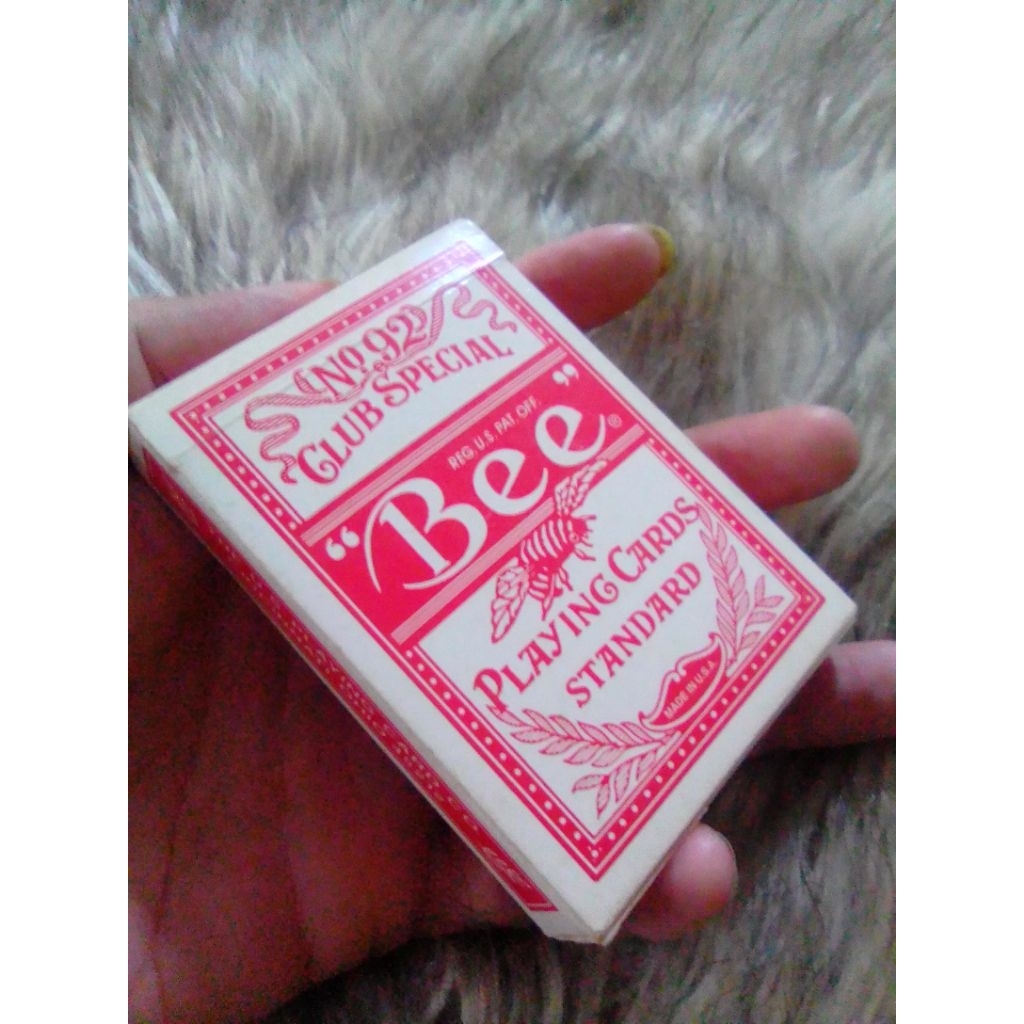 No. 92
CLUB SPECIAL
REG. U.S. PAT. OFF.
"Bee"®
PLAYING CARDS
STANDARD
MADE IN U.S.A